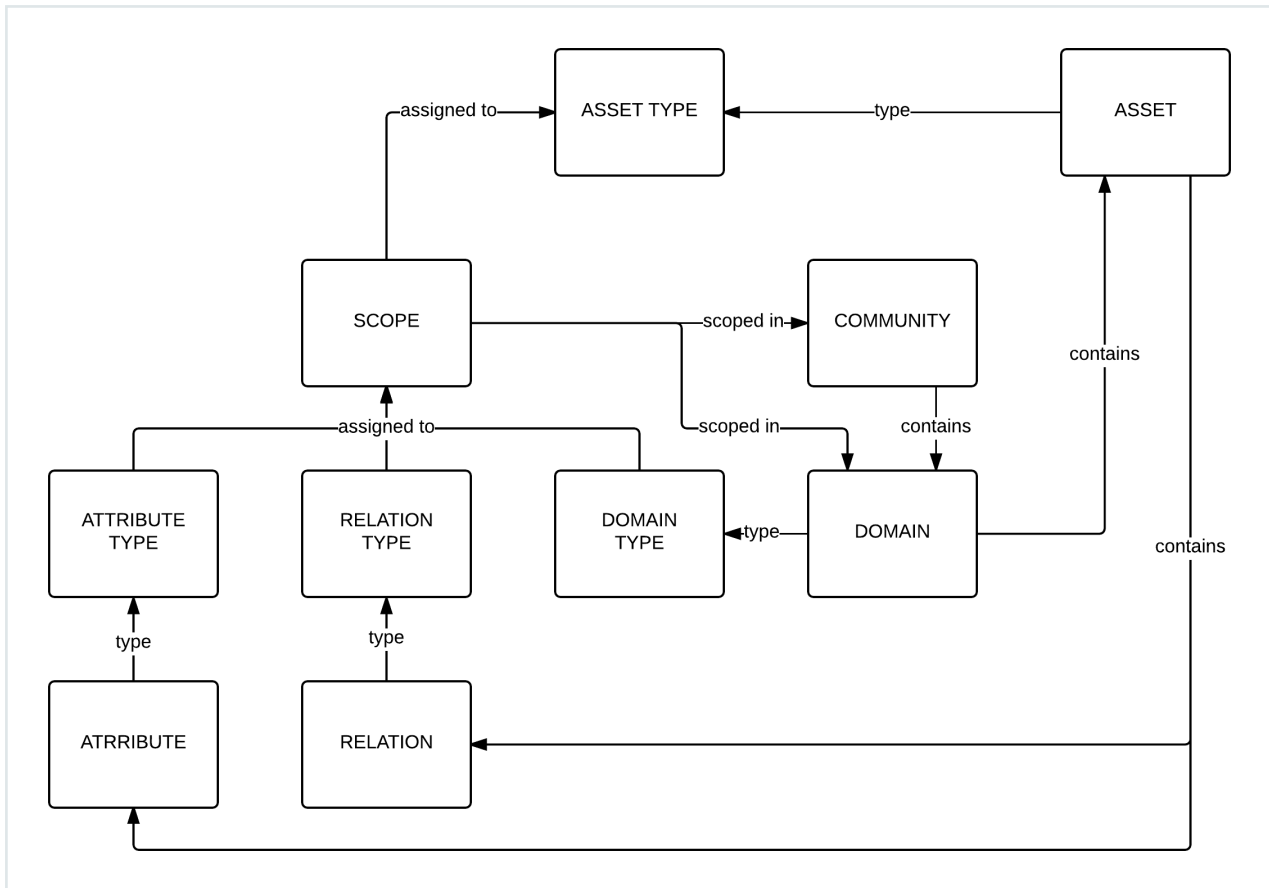 assigned to
ASSET TYPE
type
ASSET
SCOPE
scoped in
COMMUNITY
contains
assigned to
scoped in
contains
ATTRIBUTE
TYPE
RELATION
TYPE
DOMAIN
TYPE
type
DOMAIN
contains
type
type
ATRRIBUTE
RELATION